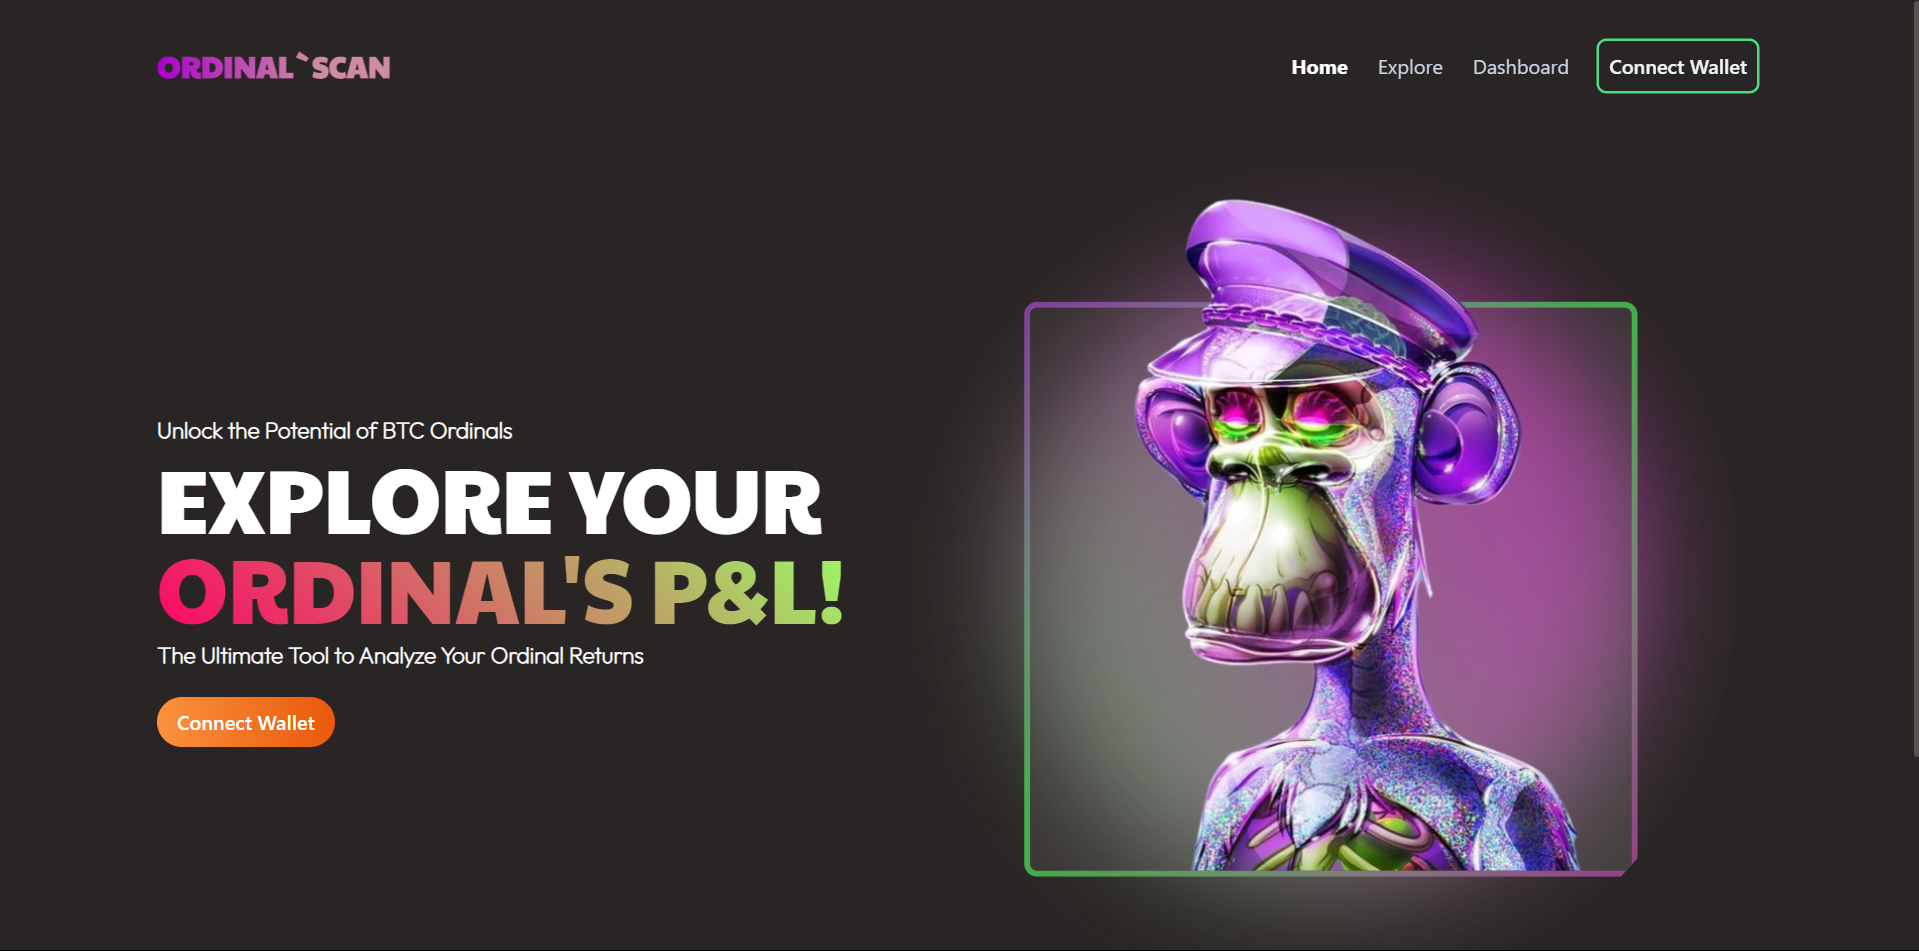 ORDINAL`SCAN
Home Explore Dashboard Connect Wallet
Unlock the Potential of BTC Ordinals
EXPLORE YOUR
ORDINAL'S P&L!
The Ultimate Tool to Analyze Your Ordinal Returns
Connect Wallet